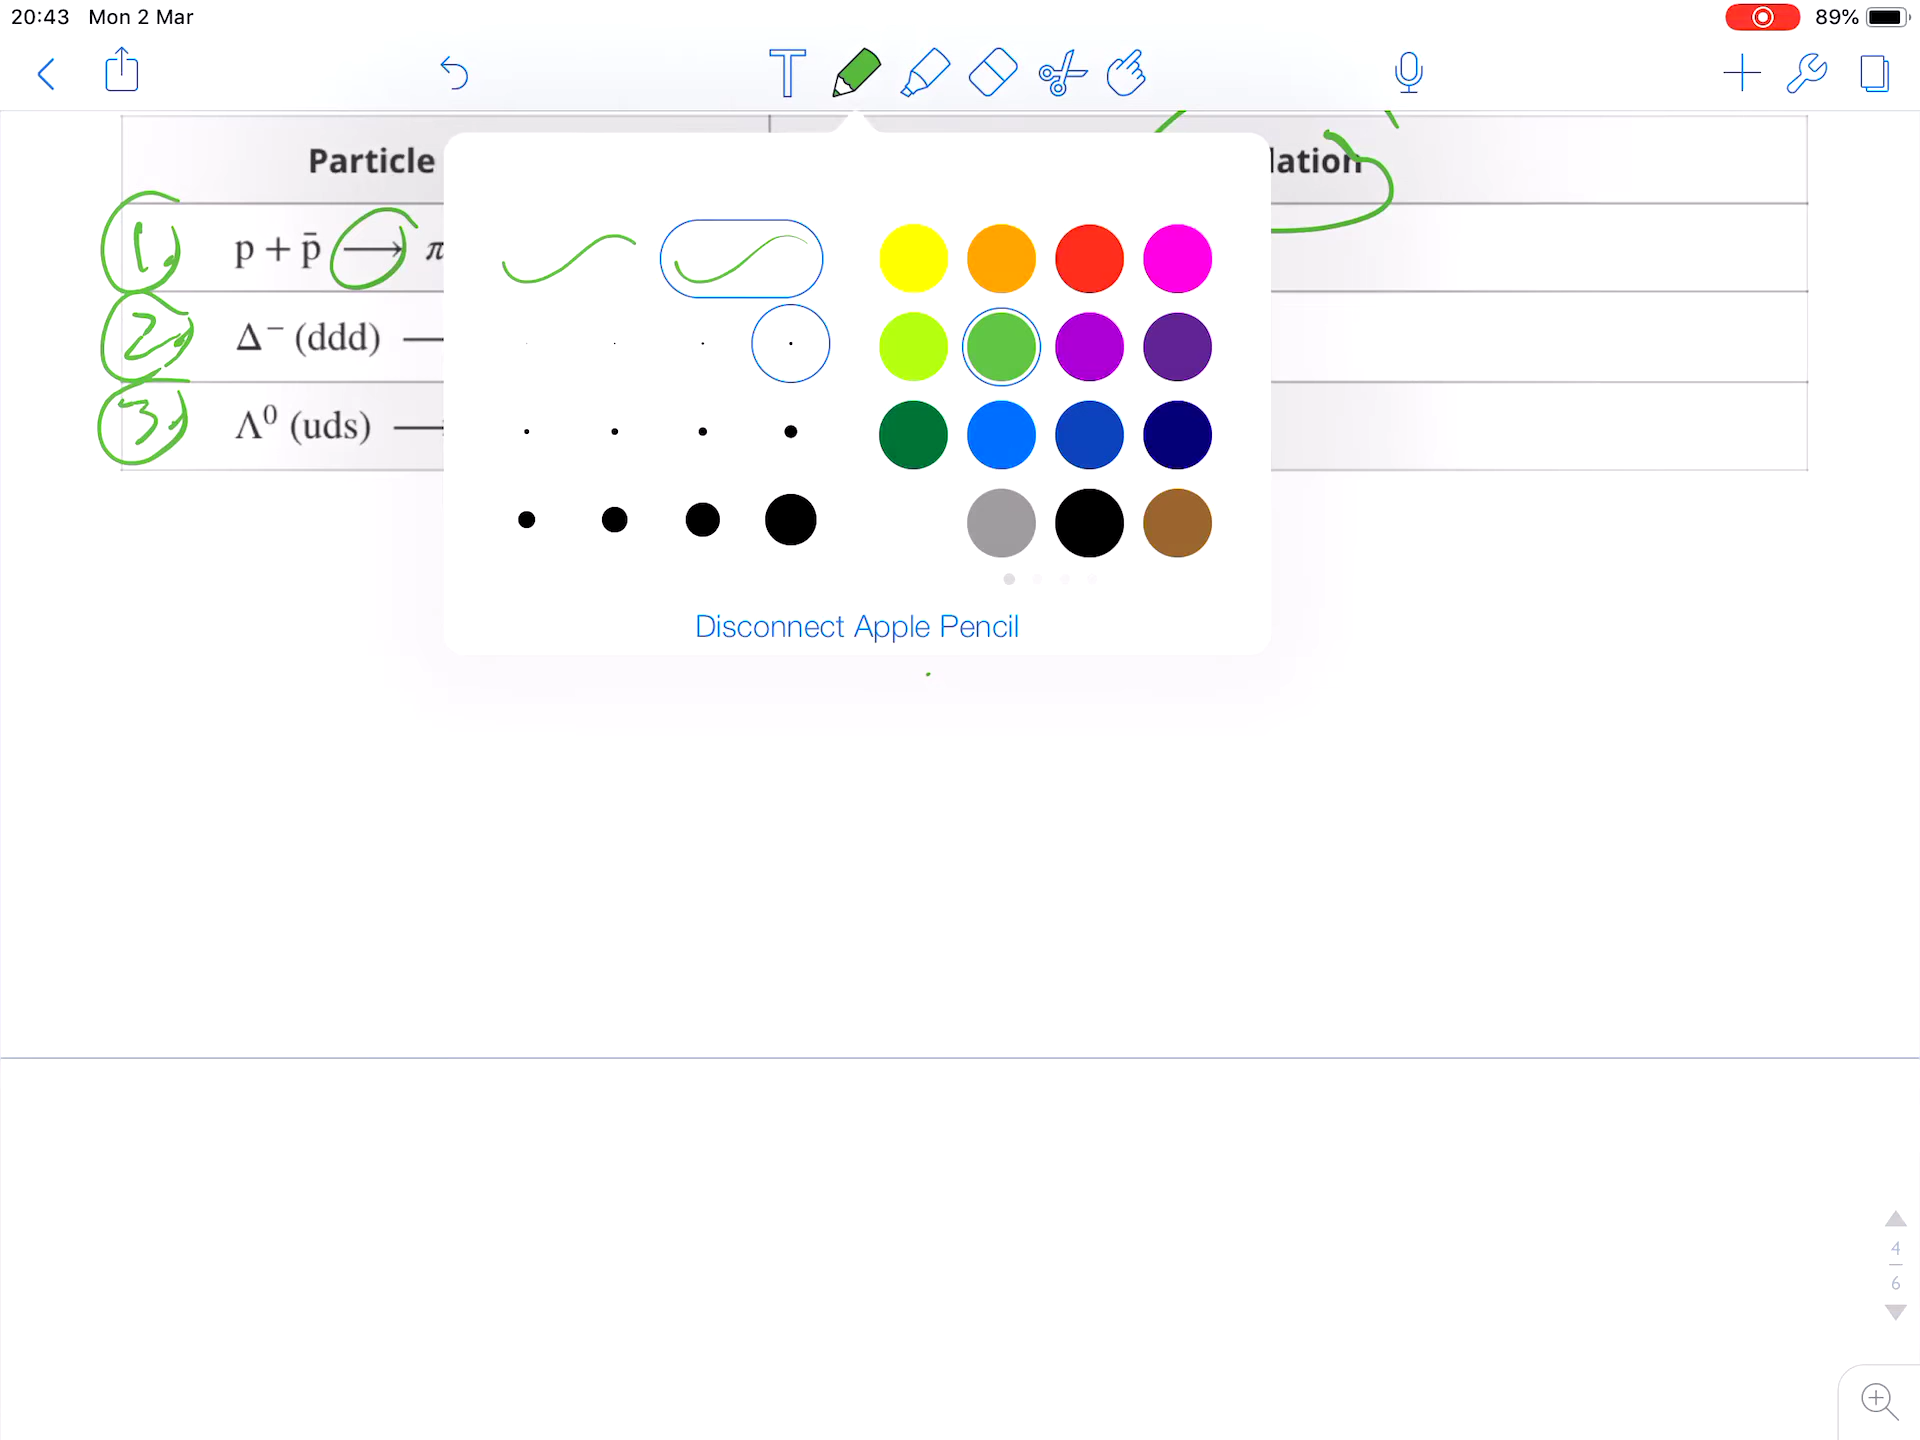 20:43 Mon 2 Mar 89%
T
Particle lation
1. p + p̄ ⟶ π
2. Δ⁻ (ddd) —
3. Λ⁰ (uds) —
Disconnect Apple Pencil
4
6